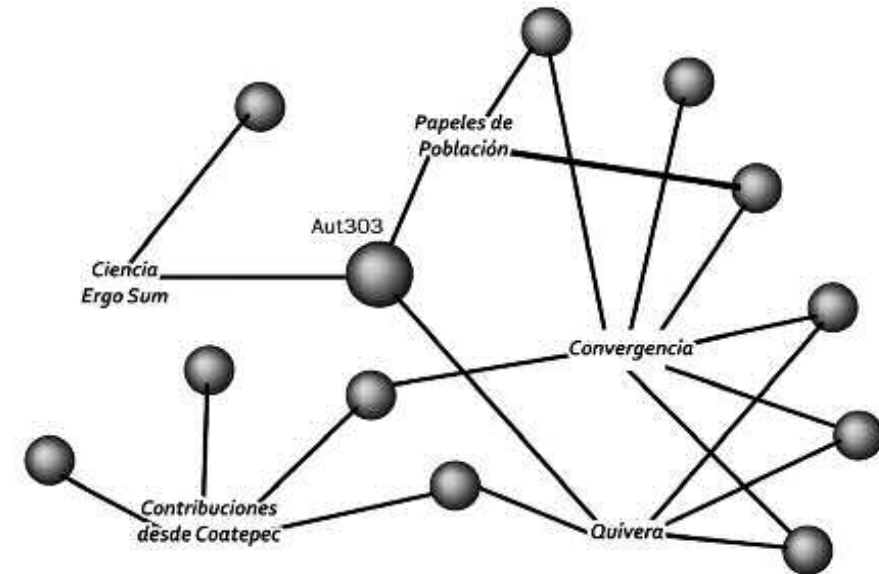 Papeles de
Población
Aut303
Ciencia
Ergo Sum
Convergencia
Contribuciones
desde Coatepec
Quivera